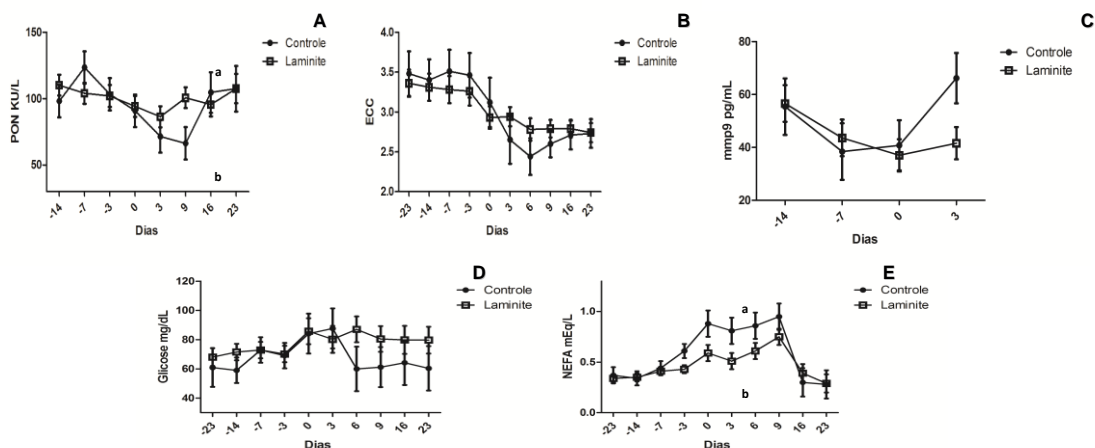 A
PON KU/L
150
100
50
Controle
Laminite
a
b
-14
-7
-3
0
3
9
16
23
Dias
B
ECC
4.0
3.5
3.0
2.5
2.0
Controle
Laminite
-23
-14
-7
-3
0
3
6
9
16
23
Dias
C
mmp9 pg/mL
80
60
40
20
Controle
Laminite
-14
-7
0
3
Dias
D
Glicose mg/dL
120
100
80
60
40
Controle
Laminite
-23
-14
-7
-3
0
3
6
9
16
23
Dias
E
NEFA mEq/L
1.0
0.5
0.0
Controle
Laminite
a
b
-23
-14
-7
-3
0
3
6
9
16
23
Dias